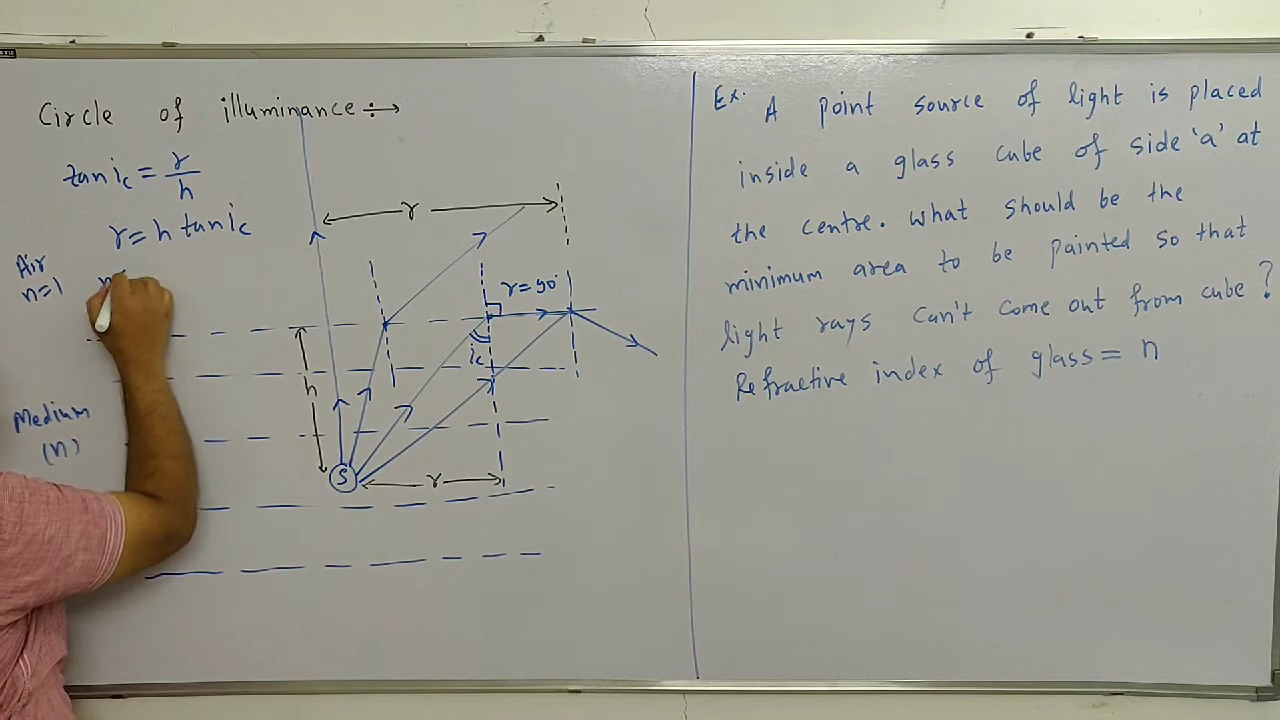 Circle of illuminance ÷→
tan ic = r/h
r = h tan ic
Air
n=1
Medium
(n)
r
r = 90°
ic
h
S
r
Ex. A point source of light is placed
inside a glass cube of side 'a' at
the centre. What should be the
minimum area to be painted so that
light rays can't come out from cube?
Refractive index of glass = n